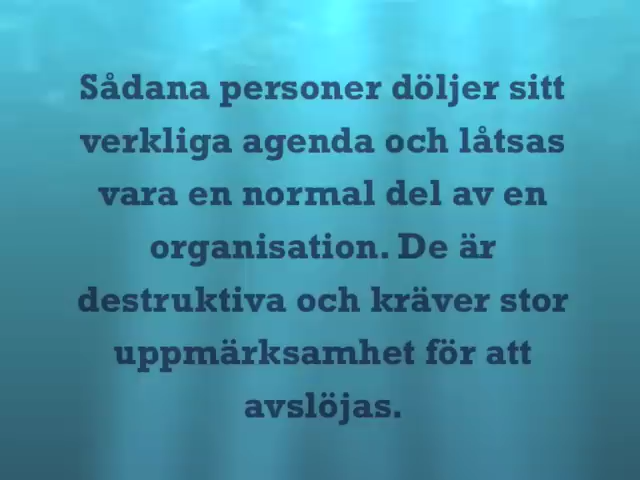 Sådana personer döljer sitt
verkliga agenda och låtsas
vara en normal del av en
organisation. De är
destruktiva och kräver stor
uppmärksamhet för att
avslöjas.